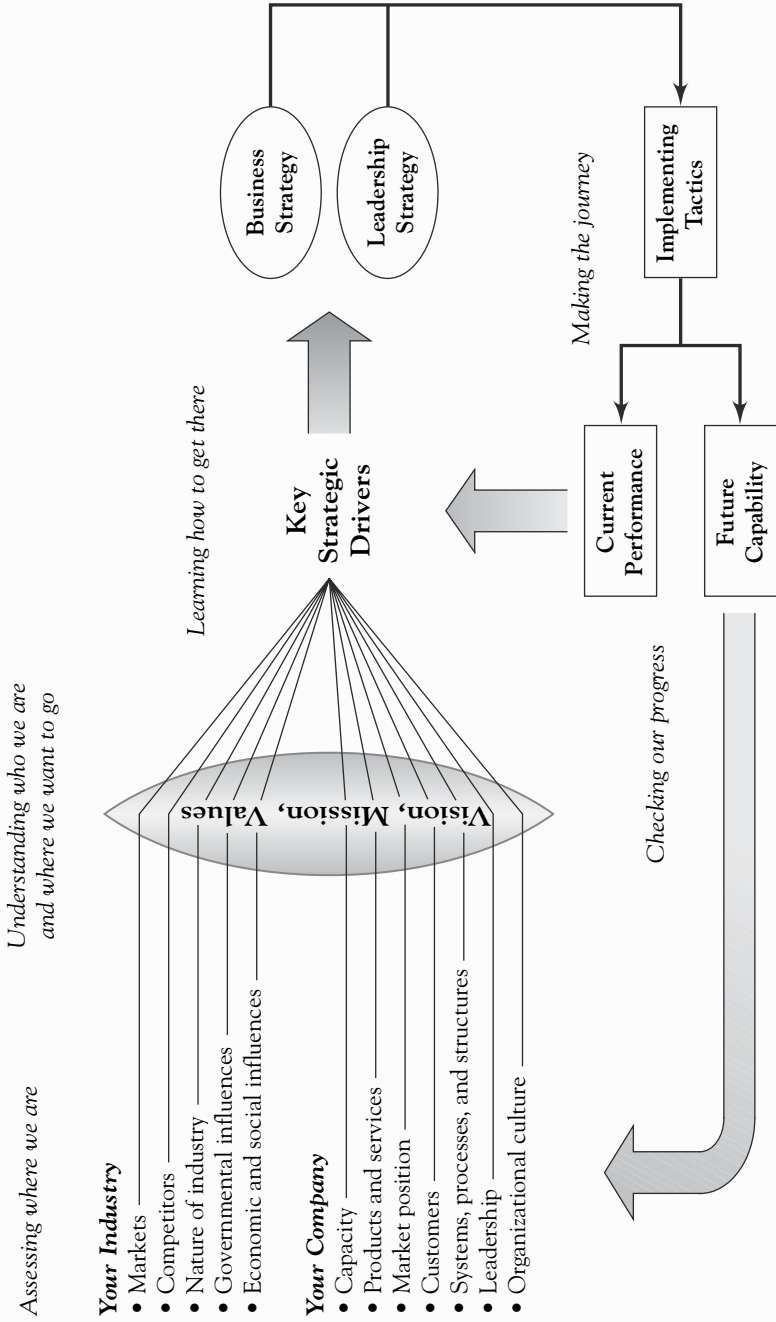 Assessing where we are
Understanding who we are
and where we want to go
Your Industry
• Markets
• Competitors
• Nature of industry
• Governmental influences
• Economic and social influences
Your Company
• Capacity
• Products and services
• Market position
• Customers
• Systems, processes, and structures
• Leadership
• Organizational culture
Vision, Mission, Values
Learning how to get there
Key
Strategic
Drivers
Business
Strategy
Leadership
Strategy
Making the journey
Implementing
Tactics
Current
Performance
Future
Capability
Checking our progress